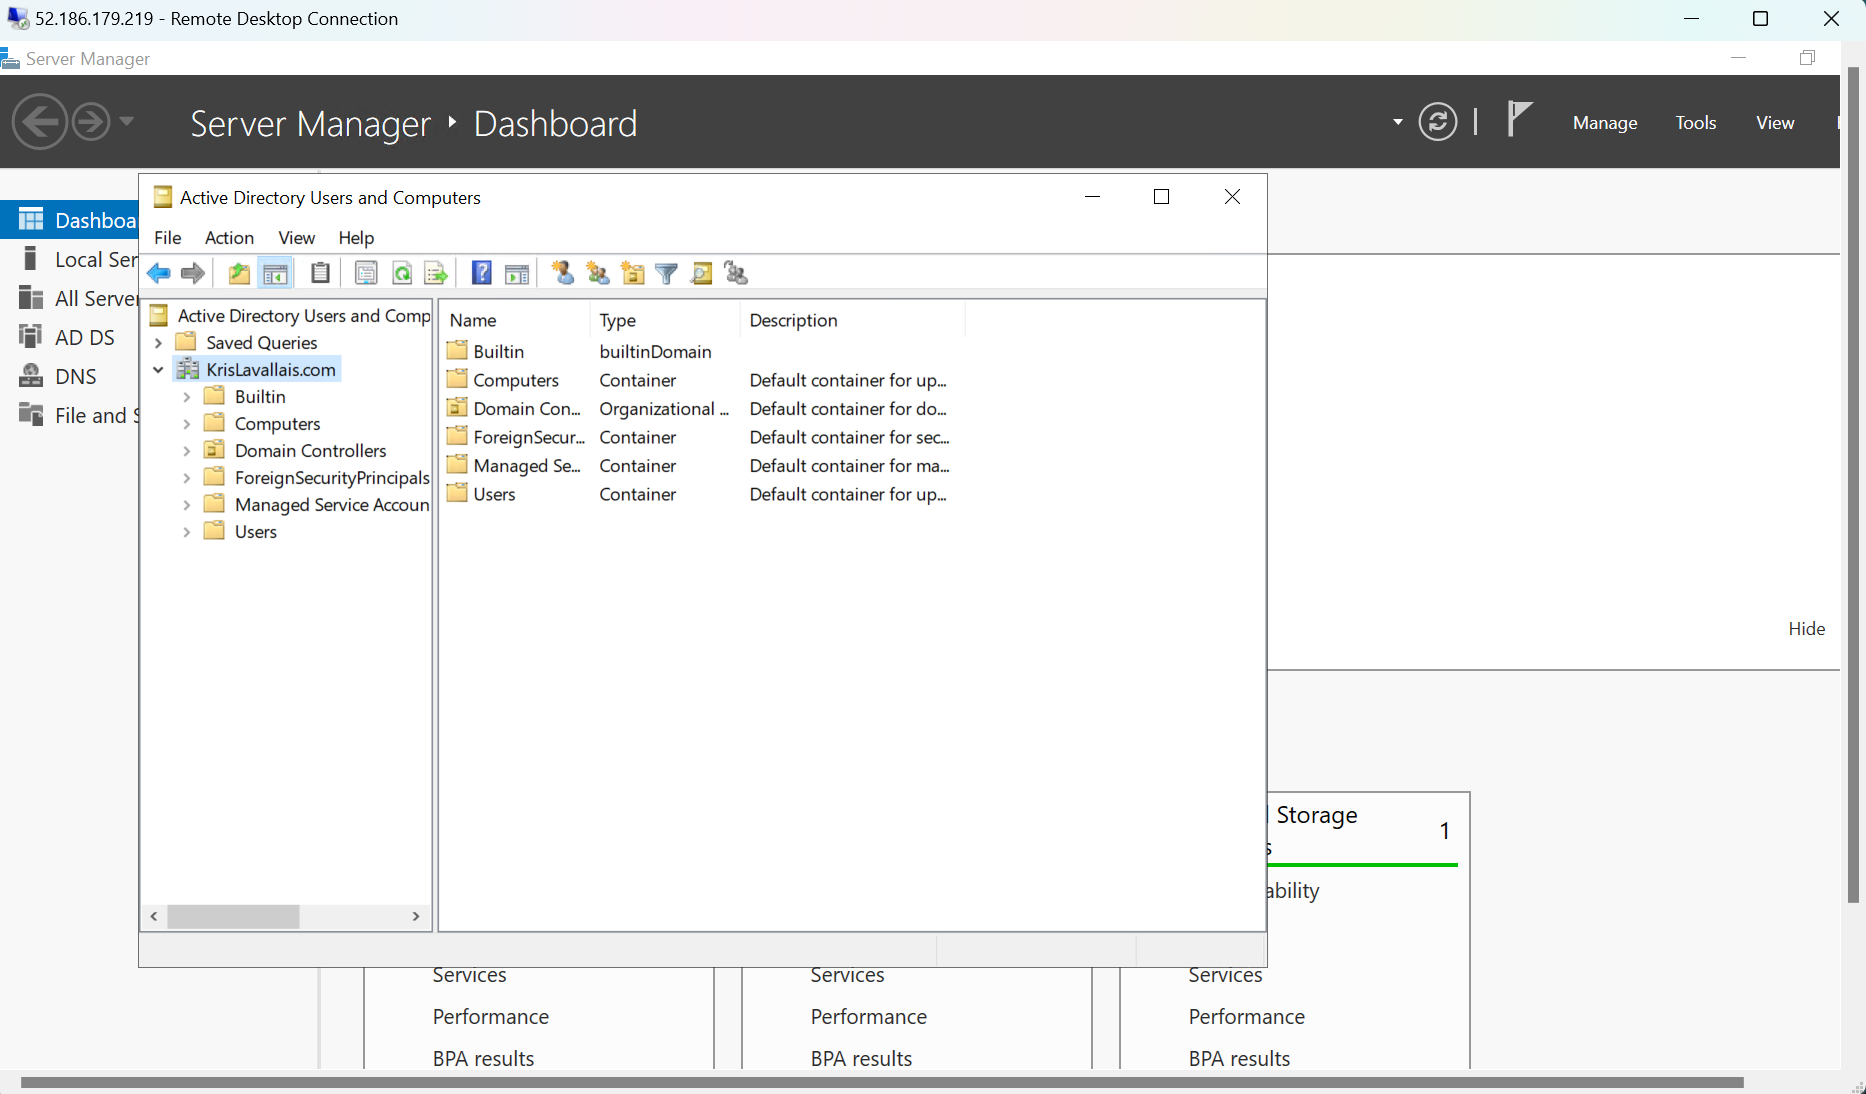 52.186.179.219 - Remote Desktop Connection
Server Manager
Server Manager
Dashboard
Manage
Tools
View
Dashboa
Local Ser
All Server
AD DS
DNS
File and S
Active Directory Users and Computers
File
Action
View
Help
Active Directory Users and Comp
Saved Queries
KrisLavallais.com
Builtin
Computers
Domain Controllers
ForeignSecurityPrincipals
Managed Service Accoun
Users
Name Type Description
Builtin builtinDomain
Computers Container Default container for up...
Domain Con... Organizational ... Default container for do...
ForeignSecur... Container Default container for sec...
Managed Se... Container Default container for ma...
Users Container Default container for up...
Hide
Storage
1
s
ability
Services
Performance
BPA results
Services
Performance
BPA results
Services
Performance
BPA results